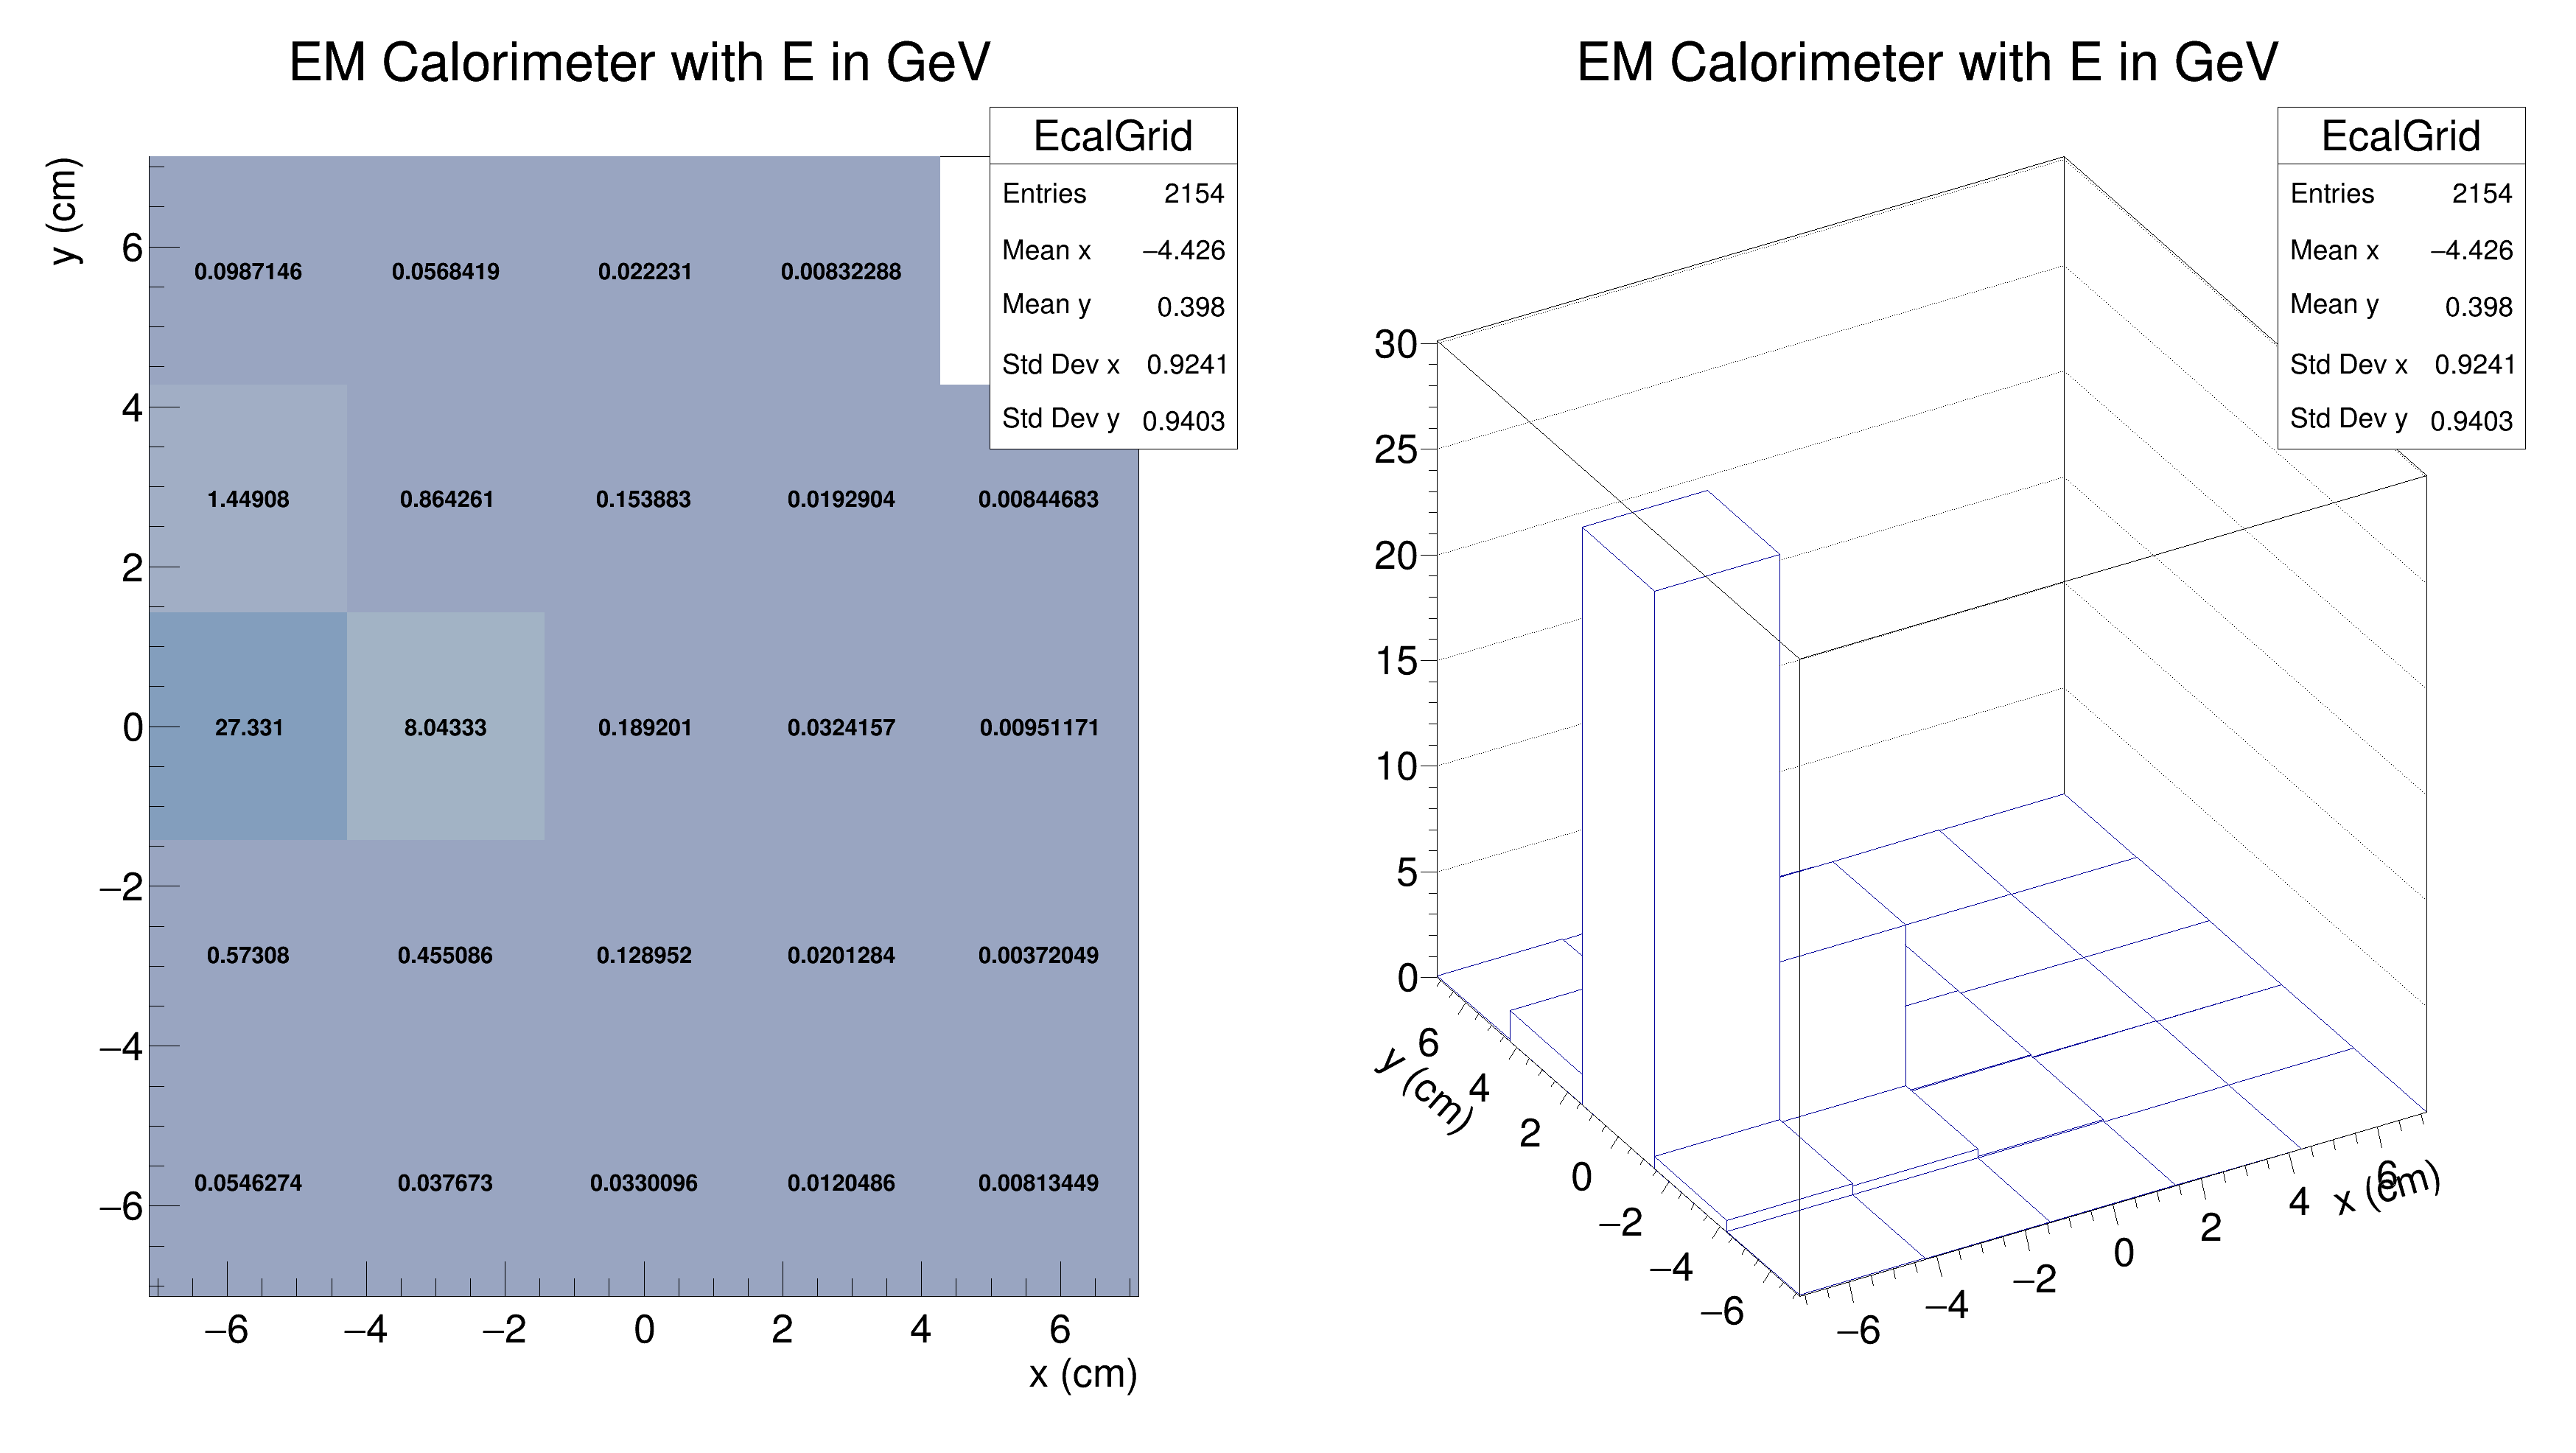 EM Calorimeter with E in GeV
EcalGrid
Entries 2154
Mean x −4.426
Mean y 0.398
Std Dev x 0.9241
Std Dev y 0.9403
y (cm)
6
4
2
0
−2
−4
−6
0.0987146 0.0568419 0.022231 0.00832288
1.44908 0.864261 0.153883 0.0192904 0.00844683
27.331 8.04333 0.189201 0.0324157 0.00951171
0.57308 0.455086 0.128952 0.0201284 0.00372049
0.0546274 0.037673 0.0330096 0.0120486 0.00813449
−6 −4 −2 0 2 4 6
x (cm)
EM Calorimeter with E in GeV
EcalGrid
Entries 2154
Mean x −4.426
Mean y 0.398
Std Dev x 0.9241
Std Dev y 0.9403
30
25
20
15
10
5
0
6
4
2
0
−2
−4
−6
y (cm)
−6 −4 −2 0 2 4 6
x (cm)